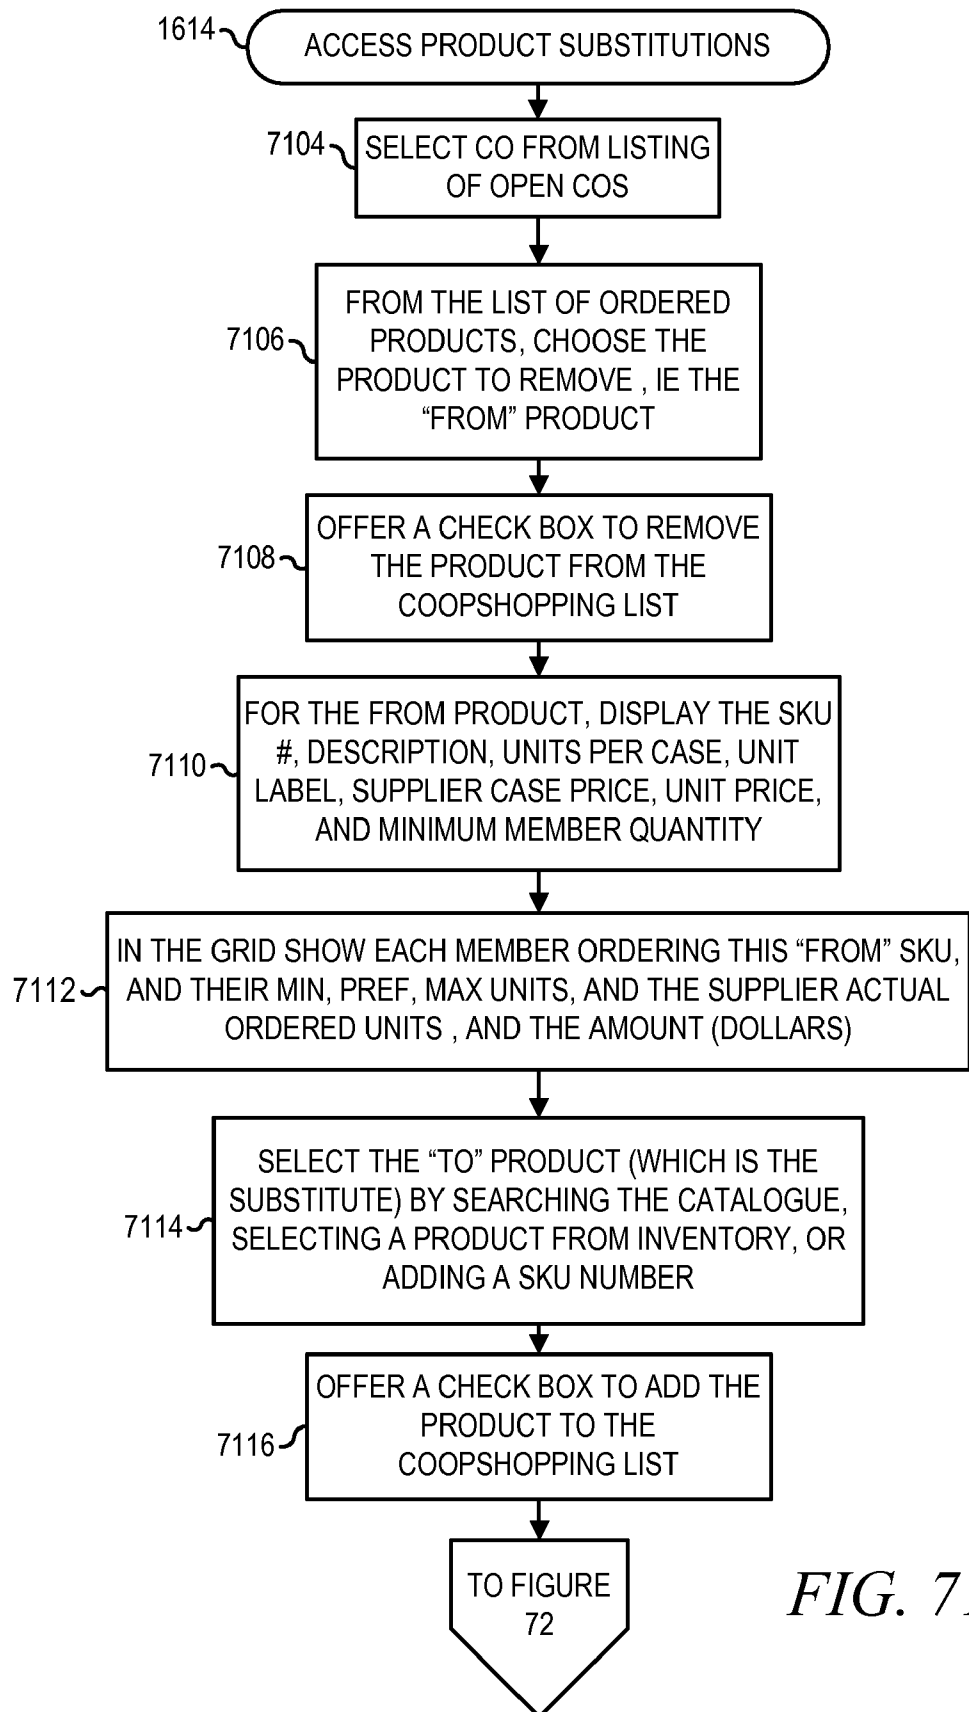 1614
ACCESS PRODUCT SUBSTITUTIONS
7104
SELECT CO FROM LISTING
OF OPEN COS
7106
FROM THE LIST OF ORDERED
PRODUCTS, CHOOSE THE
PRODUCT TO REMOVE , IE THE
“FROM” PRODUCT
7108
OFFER A CHECK BOX TO REMOVE
THE PRODUCT FROM THE
COOPSHOPPING LIST
7110
FOR THE FROM PRODUCT, DISPLAY THE SKU
#, DESCRIPTION, UNITS PER CASE, UNIT
LABEL, SUPPLIER CASE PRICE, UNIT PRICE,
AND MINIMUM MEMBER QUANTITY
7112
IN THE GRID SHOW EACH MEMBER ORDERING THIS “FROM” SKU,
AND THEIR MIN, PREF, MAX UNITS, AND THE SUPPLIER ACTUAL
ORDERED UNITS , AND THE AMOUNT (DOLLARS)
7114
SELECT THE “TO” PRODUCT (WHICH IS THE
SUBSTITUTE) BY SEARCHING THE CATALOGUE,
SELECTING A PRODUCT FROM INVENTORY, OR
ADDING A SKU NUMBER
7116
OFFER A CHECK BOX TO ADD THE
PRODUCT TO THE
COOPSHOPPING LIST
TO FIGURE
72
FIG. 71